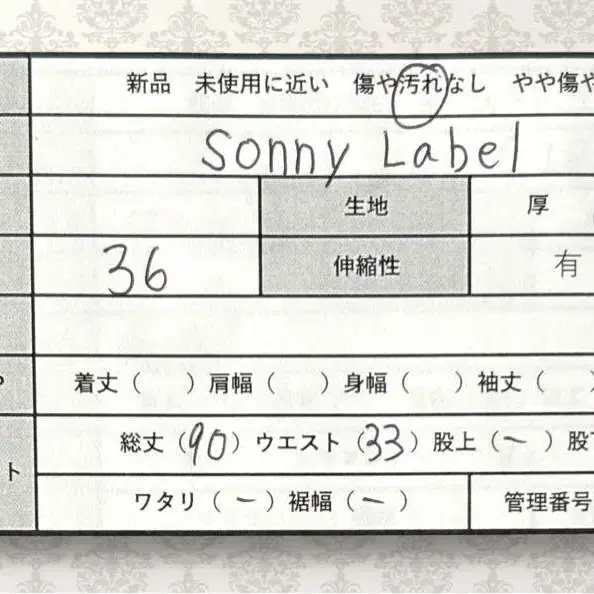 新品 未使用に近い 傷や汚れなし やや傷や
Sonny Label
生地 厚
36 伸縮性 有
着丈（ ）肩幅（ ）身幅（ ）袖丈（ ）
総丈（90）ウエスト（33）股上（ー）股下
ト
ワタリ（ー）裾幅（ー） 管理番号